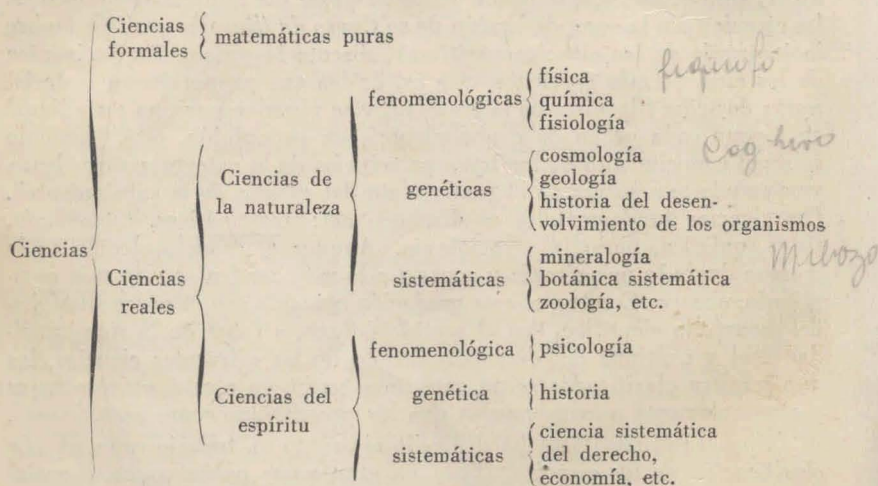 Ciencias
formales
matemáticas puras
Ciencias
Ciencias
reales
Ciencias de
la naturaleza
fenomenológicas
física
química
fisiología
genéticas
cosmología
geología
historia del desen-
volvimiento de los organismos
sistemáticas
mineralogía
botánica sistemática
zoología, etc.
Ciencias del
espíritu
fenomenológica
psicología
genética
historia
sistemáticas
ciencia sistemática
del derecho,
economía, etc.